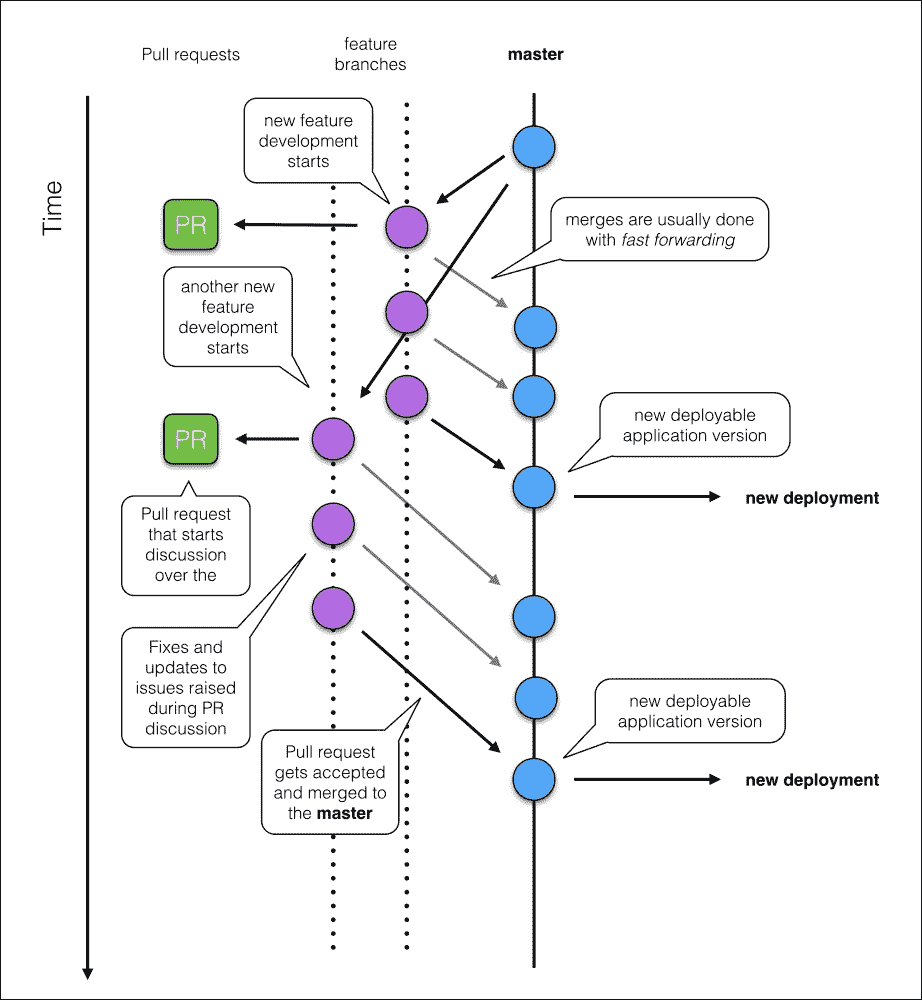 Pull requests
feature
branches
master
Time
new feature
development
starts
PR
merges are usually done
with fast forwarding
another new
feature
development
starts
new deployable
application version
PR
new deployment
Pull request
that starts
discussion
over the
Fixes and
updates to
issues raised
during PR
discussion
new deployable
application version
Pull request
gets accepted
and merged to
the master
new deployment